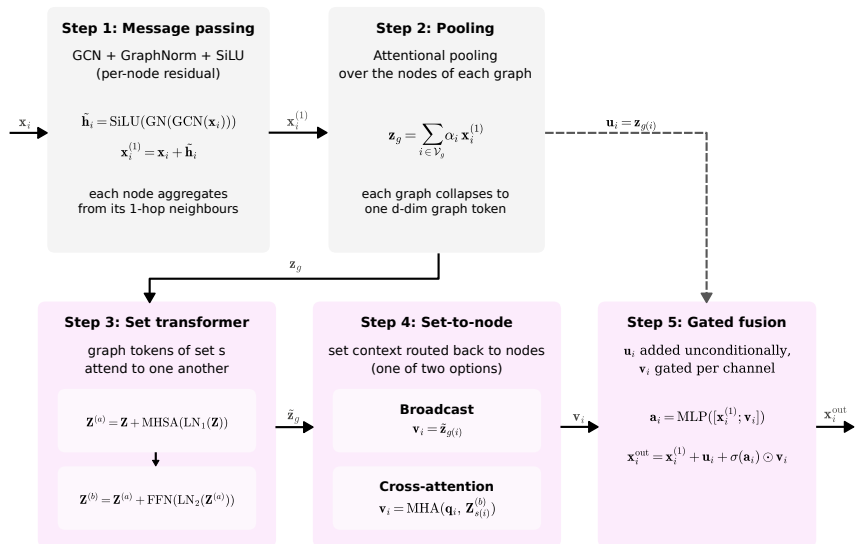 Step 1: Message passing
GCN + GraphNorm + SiLU
(per-node residual)
x_i
h̃_i = SiLU(GN(GCN(x_i)))
x_i^(1) = x_i + h̃_i
each node aggregates
from its 1-hop neighbours
x_i^(1)
Step 2: Pooling
Attentional pooling
over the nodes of each graph
z_g = ∑_{i ∈ 𝒱_g} α_i x_i^(1)
each graph collapses to
one d-dim graph token
u_i = z_{g(i)}
z_g
Step 3: Set transformer
graph tokens of set s
attend to one another
Z^(a) = Z + MHSA(LN_1(Z))
Z^(b) = Z^(a) + FFN(LN_2(Z^(a)))
z̃_g
Step 4: Set-to-node
set context routed back to nodes
(one of two options)
Broadcast
v_i = z̃_{g(i)}
Cross-attention
v_i = MHA(q_i, Z_{s(i)}^(b))
v_i
Step 5: Gated fusion
u_i added unconditionally,
v_i gated per channel
a_i = MLP([x_i^(1); v_i])
x_i^out = x_i^(1) + u_i + σ(a_i) ⊙ v_i
x_i^out